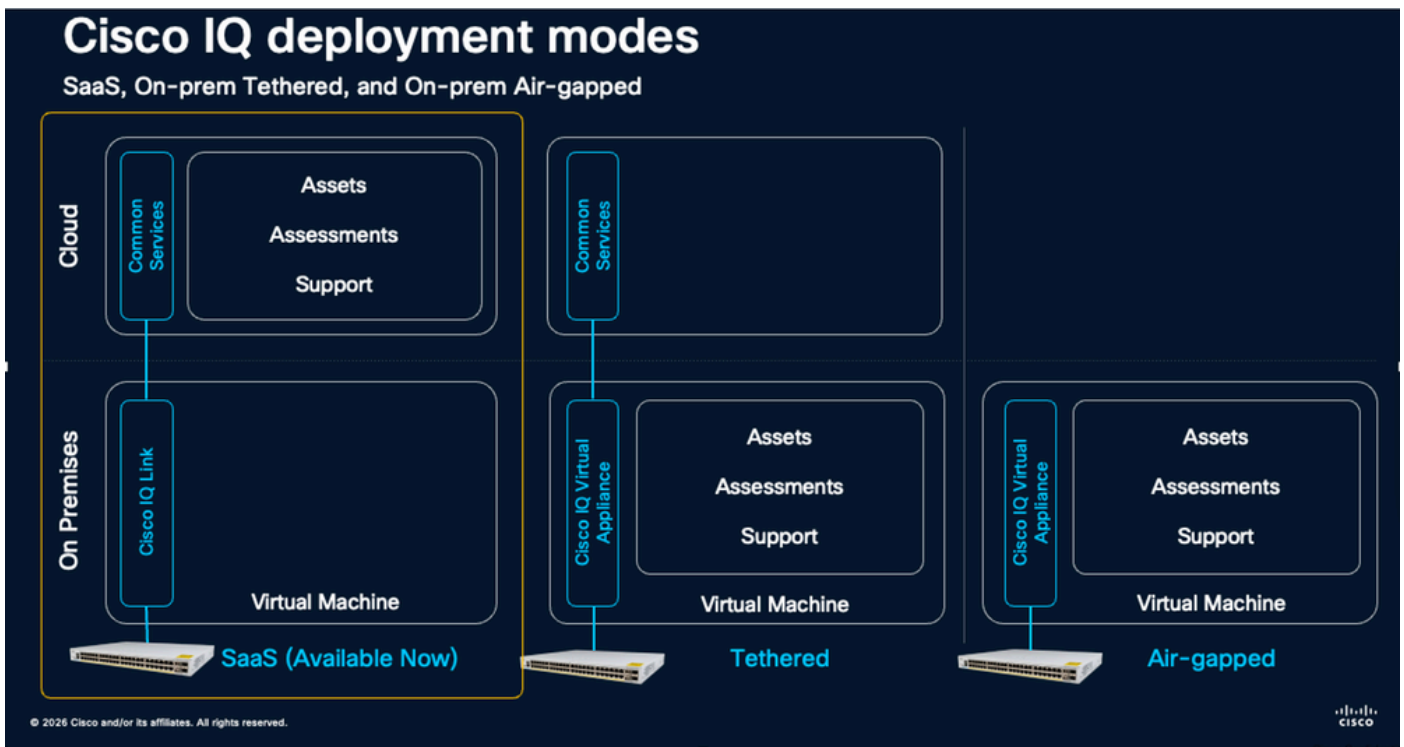 Cisco IQ deployment modes
SaaS, On-prem Tethered, and On-prem Air-gapped
Cloud
Common
Services
Assets
Assessments
Support
Common
Services
On Premises
Cisco IQ Link
Virtual Machine
Cisco IQ Virtual
Appliance
Assets
Assessments
Support
Virtual Machine
Cisco IQ Virtual
Appliance
Assets
Assessments
Support
Virtual Machine
SaaS (Available Now)
Tethered
Air-gapped
© 2026 Cisco and/or its affiliates. All rights reserved.
CISCO